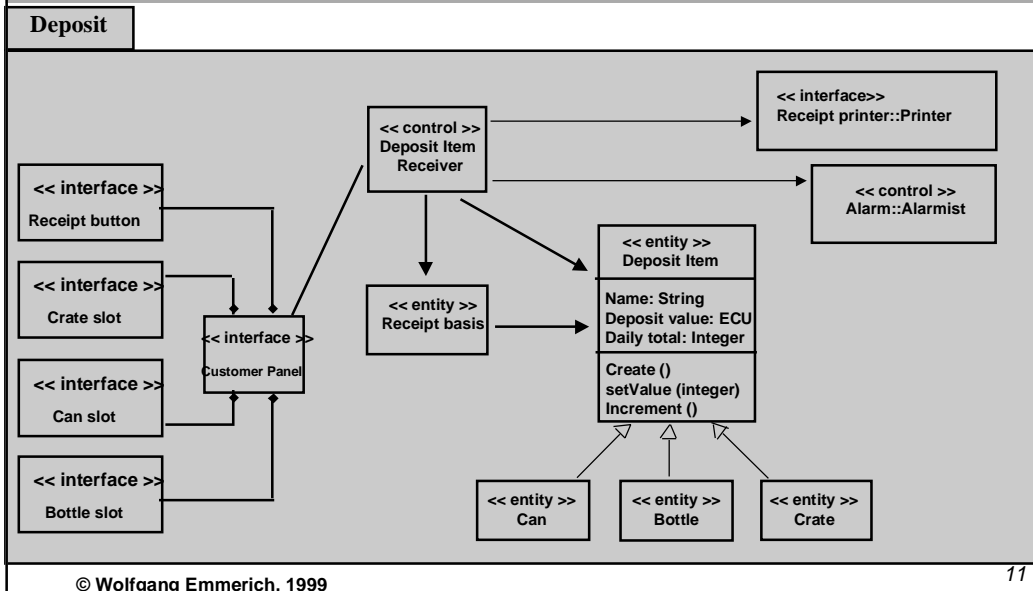 Deposit
<< interface>>
Receipt printer::Printer
<< control >>
Deposit Item
Receiver
<< interface >>
Receipt button
<< control >>
Alarm::Alarmist
<< entity >>
Deposit Item
<< interface >>
Crate slot
<< entity >>
Receipt basis
Name: String
Deposit value: ECU
Daily total: Integer
<< interface >>
Customer Panel
Create ()
setValue (integer)
Increment ()
<< interface >>
Can slot
<< interface >>
Bottle slot
<< entity >>
Can
<< entity >>
Bottle
<< entity >>
Crate
© Wolfgang Emmerich, 1999
11